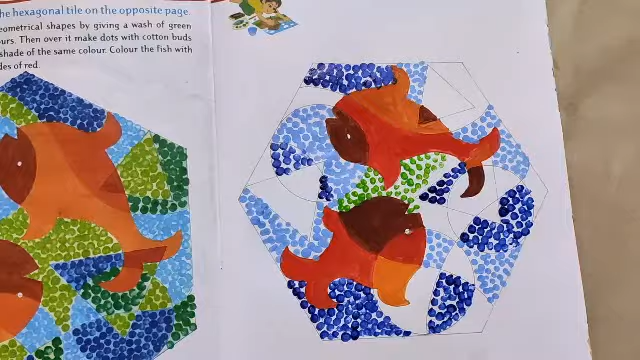 he hexagonal tile on the opposite page.
eometrical shapes by giving a wash of green
urs. Then over it make dots with cotton buds
shade of the same colour. Colour the fish with
des of red.